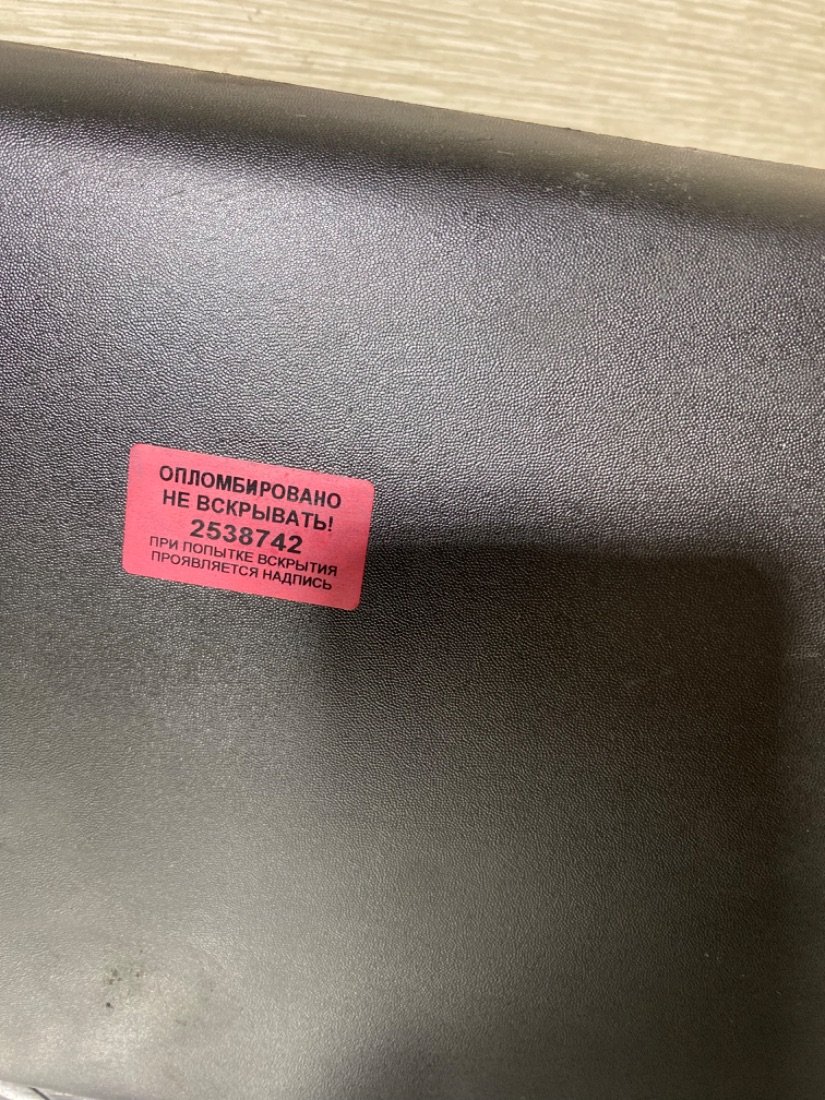 ОПЛОМБИРОВАНО
НЕ ВСКРЫВАТЬ!
2538742
ПРИ ПОПЫТКЕ ВСКРЫТИЯ
ПРОЯВЛЯЕТСЯ НАДПИСЬ